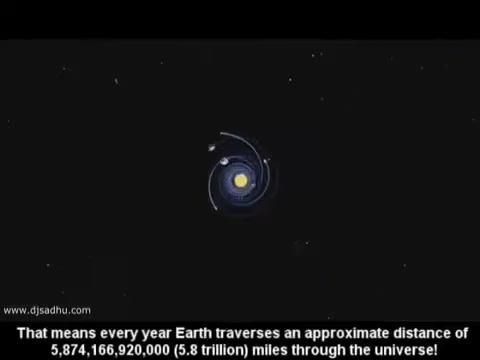 www.djsadhu.com
That means every year Earth traverses an approximate distance of
5,874,166,920,000 (5.8 trillion) miles through the universe!